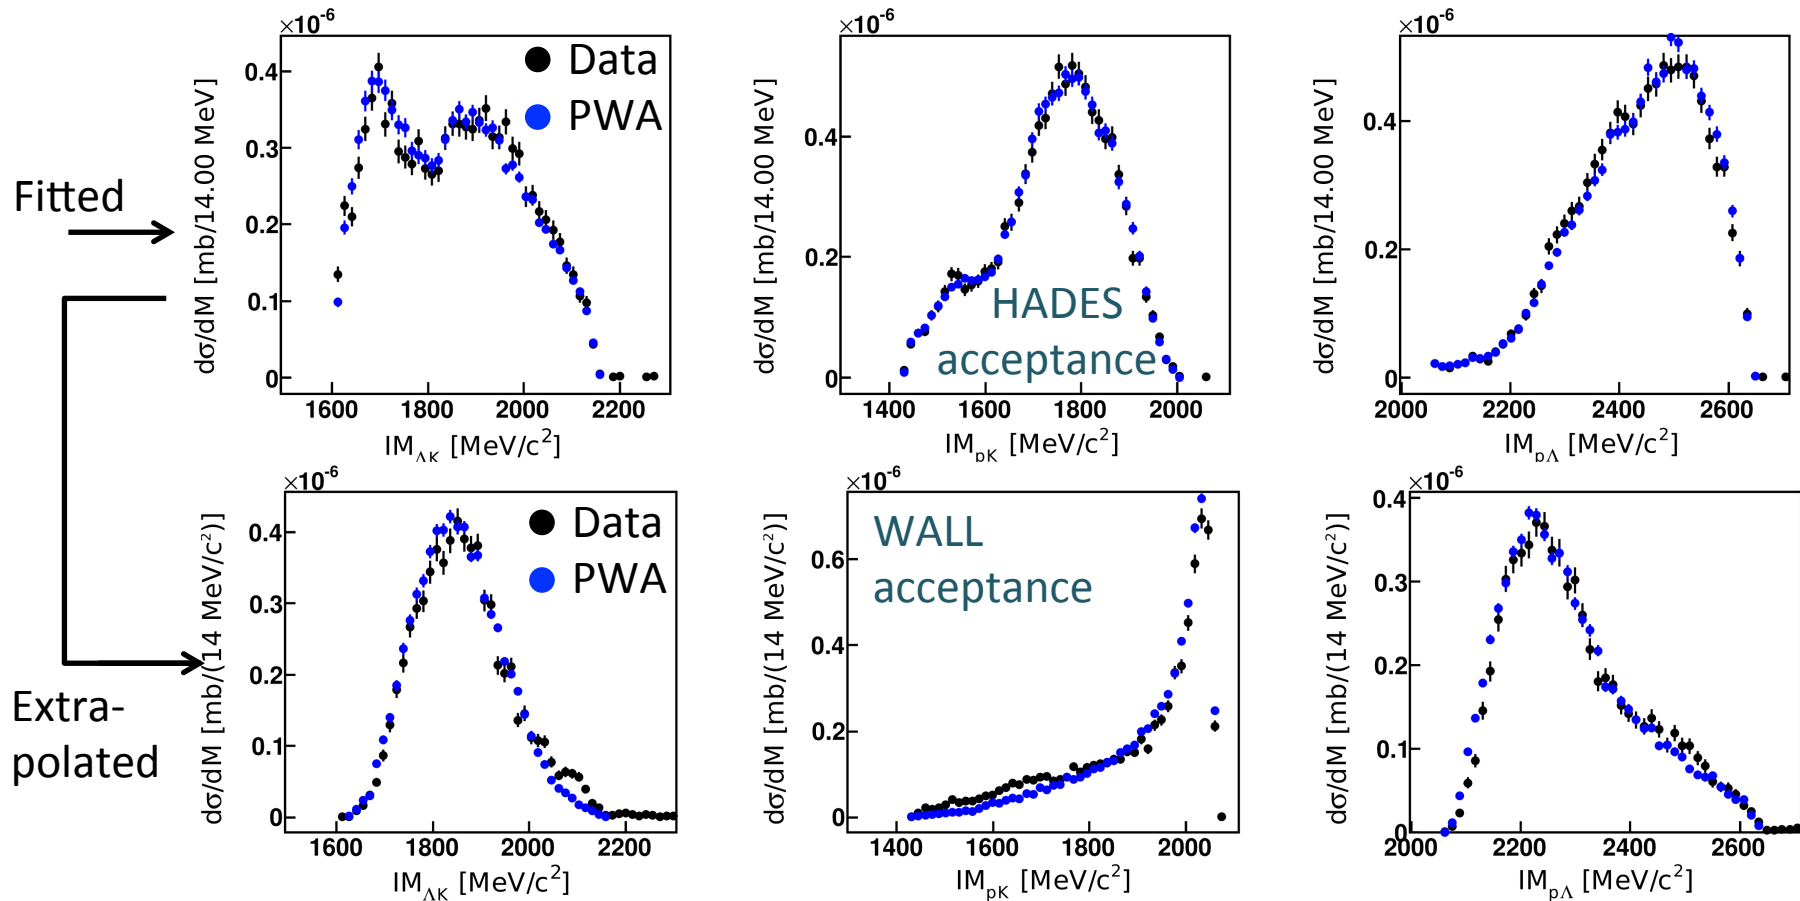 ×10-6
×10-6
×10-6
Data
PWA
Fitted
dσ/dM [mb/14.00 MeV]
0.4
0.3
0.2
0.1
0
1600 1800 2000 2200
IMΛK [MeV/c2]
dσ/dM [mb/14.00 MeV]
0.4
0.2
0
HADES
acceptance
1400 1600 1800 2000
IMpK [MeV/c2]
dσ/dM [mb/14.00 MeV]
0.4
0.2
0
2000 2200 2400 2600
IMpΛ [MeV/c2]
×10-6
×10-6
×10-6
Data
PWA
Extra-
polated
dσ/dM [mb/(14 MeV/c2)]
0.4
0.3
0.2
0.1
0
1600 1800 2000 2200
IMΛK [MeV/c2]
WALL
acceptance
dσ/dM [mb/(14 MeV/c2)]
0.6
0.4
0.2
0
1400 1600 1800 2000
IMpK [MeV/c2]
dσ/dM [mb/(14 MeV/c2)]
0.4
0.3
0.2
0.1
0
2000 2200 2400 2600
IMpΛ [MeV/c2]